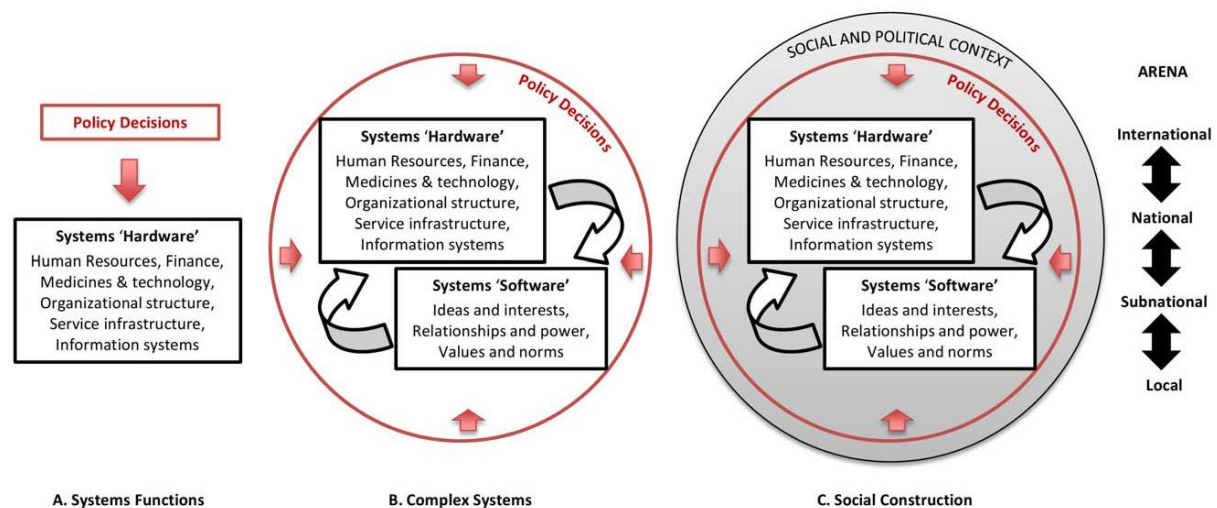 Policy Decisions
Systems ‘Hardware’
Human Resources, Finance,
Medicines & technology,
Organizational structure,
Service infrastructure,
Information systems
A. Systems Functions
Policy Decisions
Systems ‘Hardware’
Human Resources, Finance,
Medicines & technology,
Organizational structure,
Service infrastructure,
Information systems
Systems ‘Software’
Ideas and interests,
Relationships and power,
Values and norms
B. Complex Systems
SOCIAL AND POLITICAL CONTEXT
Policy Decisions
Systems ‘Hardware’
Human Resources, Finance,
Medicines & technology,
Organizational structure,
Service infrastructure,
Information systems
Systems ‘Software’
Ideas and interests,
Relationships and power,
Values and norms
C. Social Construction
ARENA
International
National
Subnational
Local